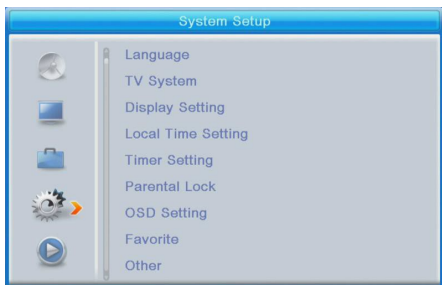 System Setup
Language
TV System
Display Setting
Local Time Setting
Timer Setting
Parental Lock
OSD Setting
Favorite
Other